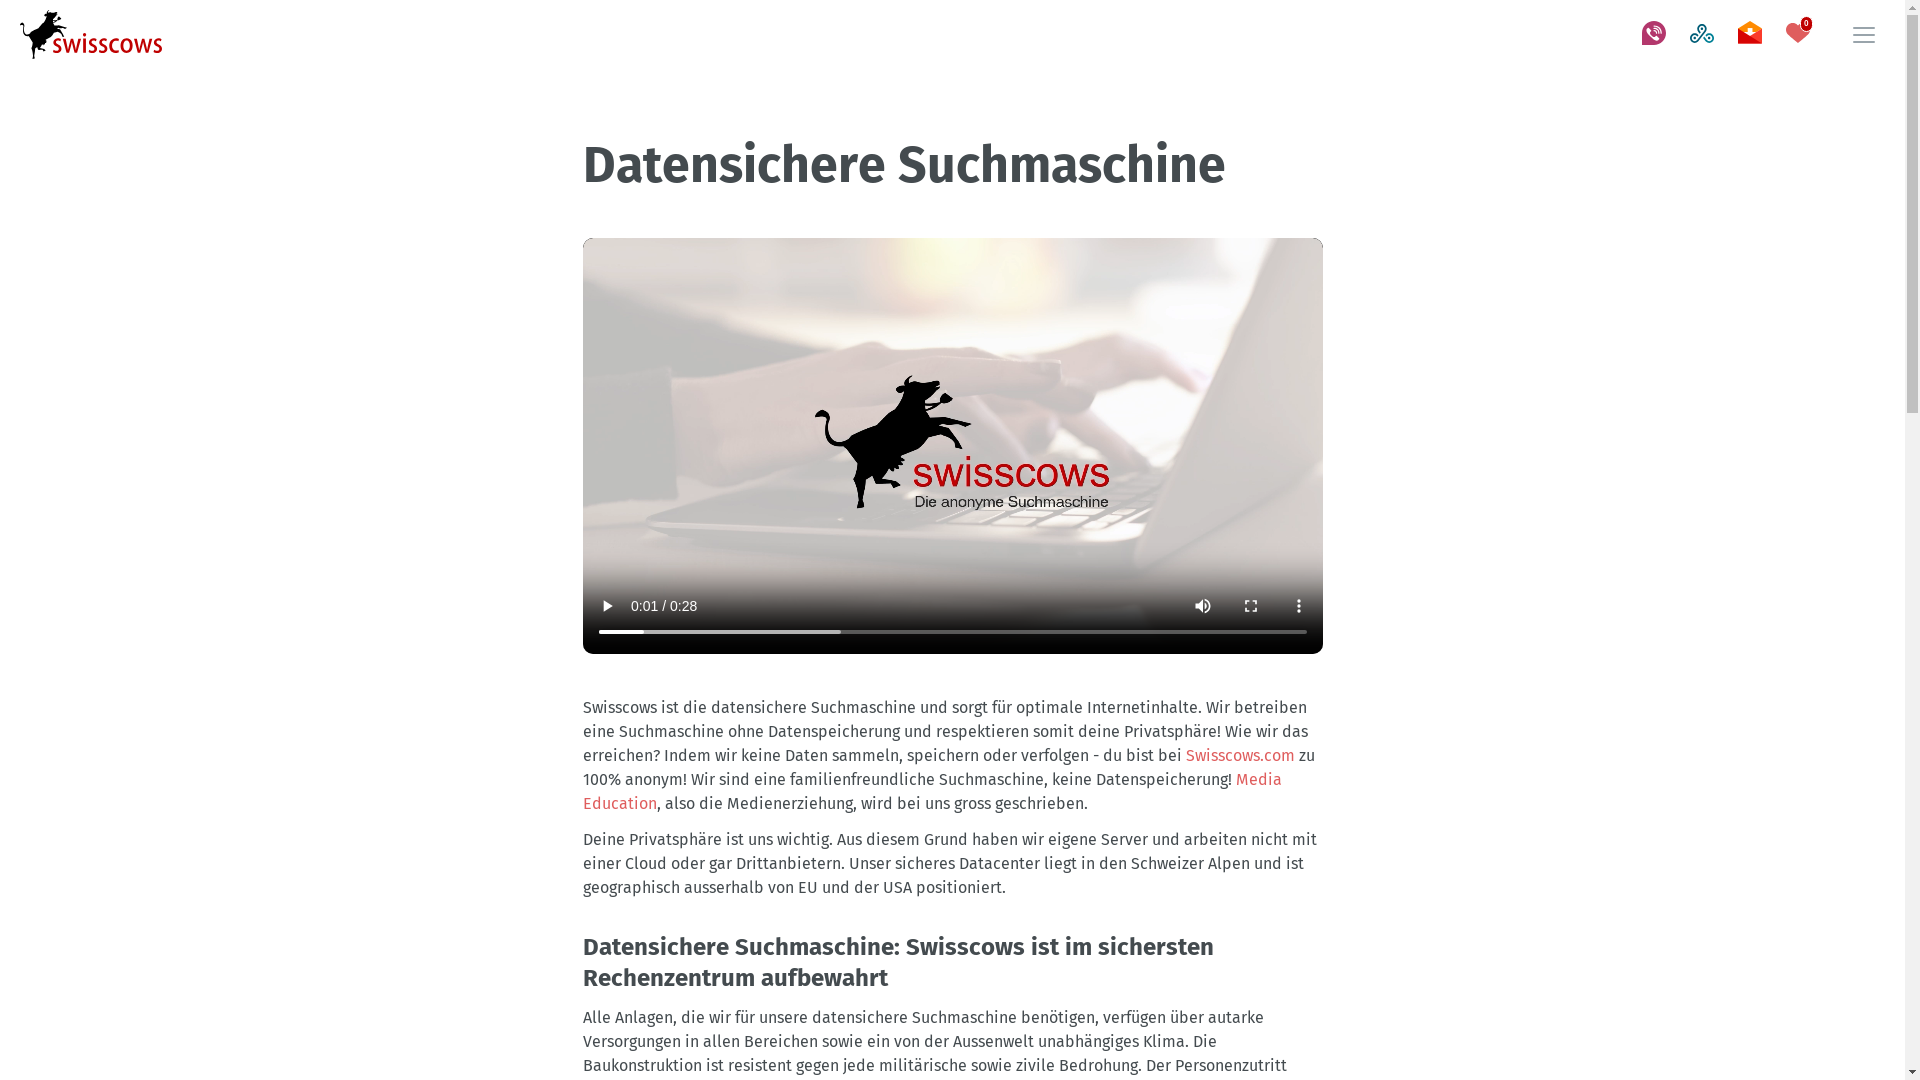 swisscows
0
Datensichere Suchmaschine
swisscows
Die anonyme Suchmaschine
0:01 / 0:28
Swisscows ist die datensichere Suchmaschine und sorgt für optimale Internetinhalte. Wir betreiben
eine Suchmaschine ohne Datenspeicherung und respektieren somit deine Privatsphäre! Wie wir das
erreichen? Indem wir keine Daten sammeln, speichern oder verfolgen - du bist bei Swisscows.com zu
100% anonym! Wir sind eine familienfreundliche Suchmaschine, keine Datenspeicherung! Media
Education, also die Medienerziehung, wird bei uns gross geschrieben.
Deine Privatsphäre ist uns wichtig. Aus diesem Grund haben wir eigene Server und arbeiten nicht mit
einer Cloud oder gar Drittanbietern. Unser sicheres Datacenter liegt in den Schweizer Alpen und ist
geographisch ausserhalb von EU und der USA positioniert.
Datensichere Suchmaschine: Swisscows ist im sichersten
Rechenzentrum aufbewahrt
Alle Anlagen, die wir für unsere datensichere Suchmaschine benötigen, verfügen über autarke
Versorgungen in allen Bereichen sowie ein von der Aussenwelt unabhängiges Klima. Die
Baukonstruktion ist resistent gegen jede militärische sowie zivile Bedrohung. Der Personenzutritt